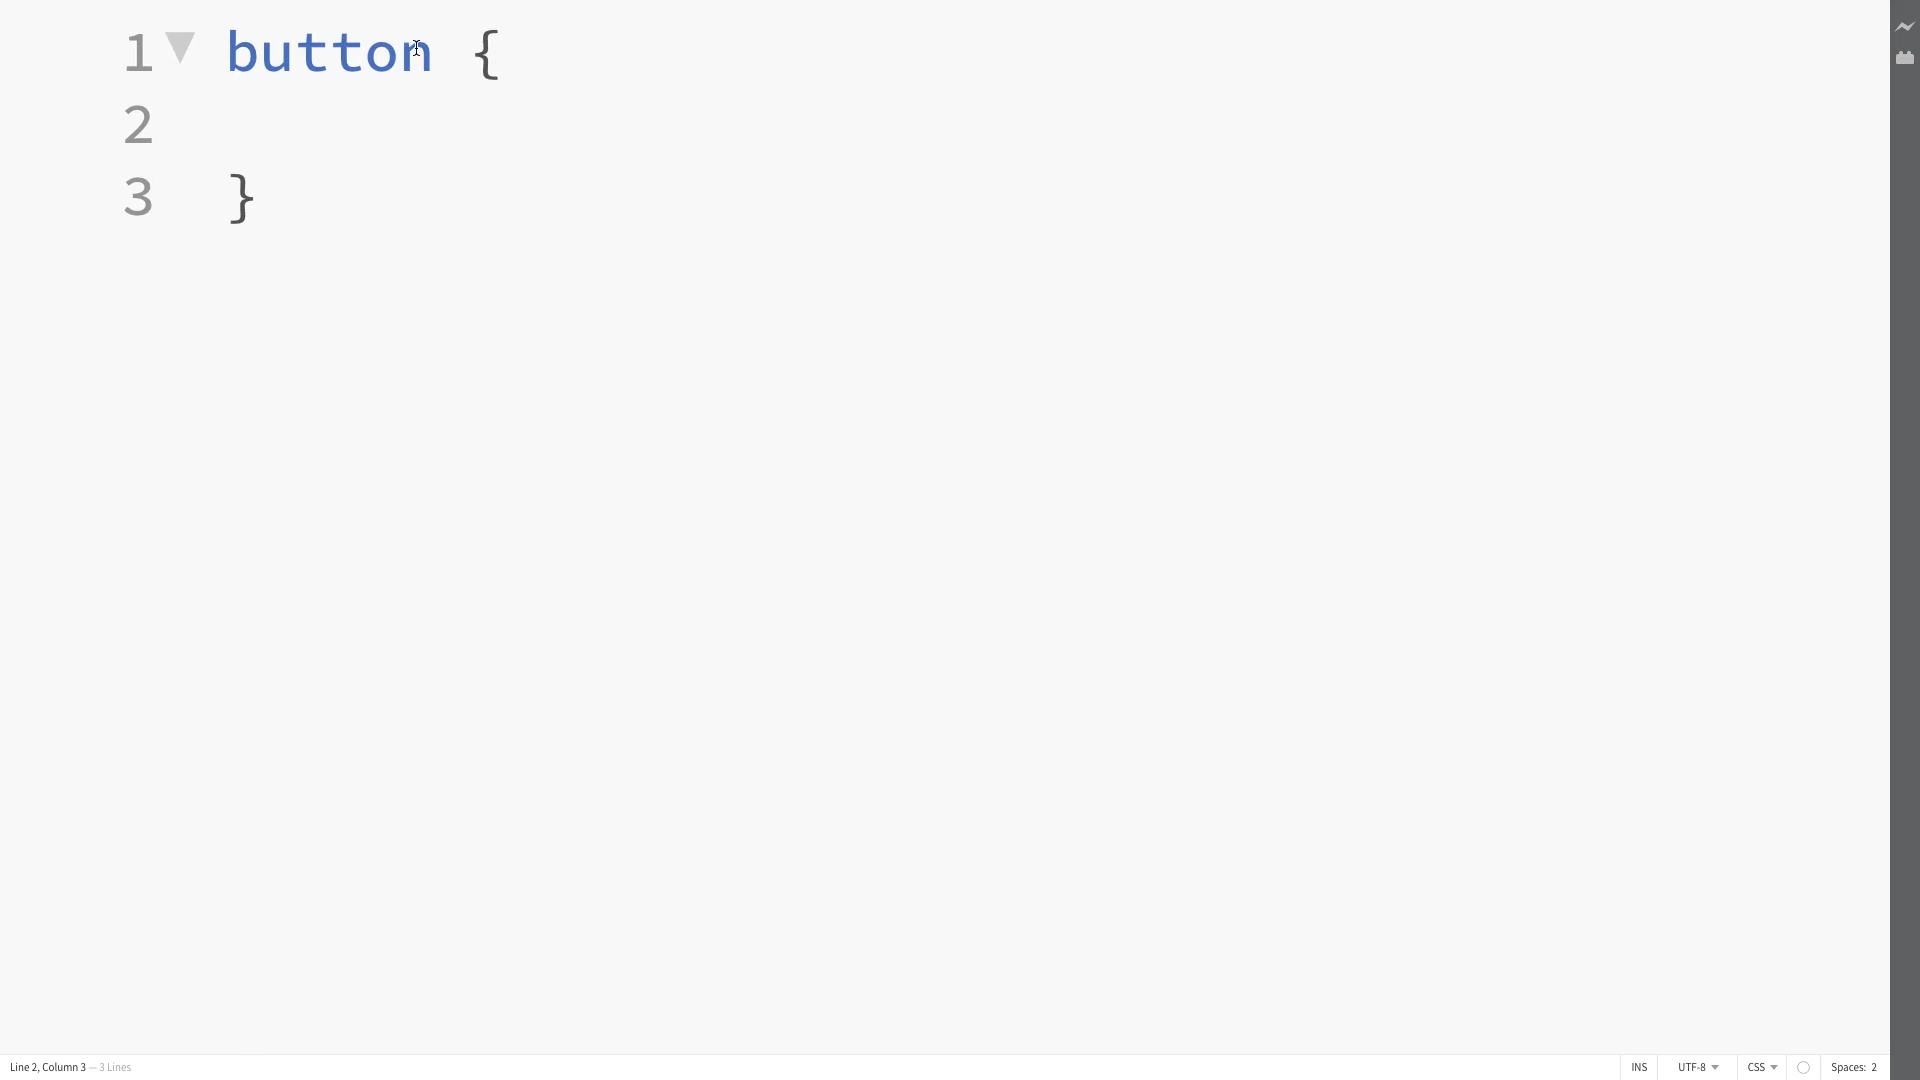 1 button {
2
3 }
Line 2, Column 3 — 3 Lines
INS
UTF-8
CSS
Spaces: 2